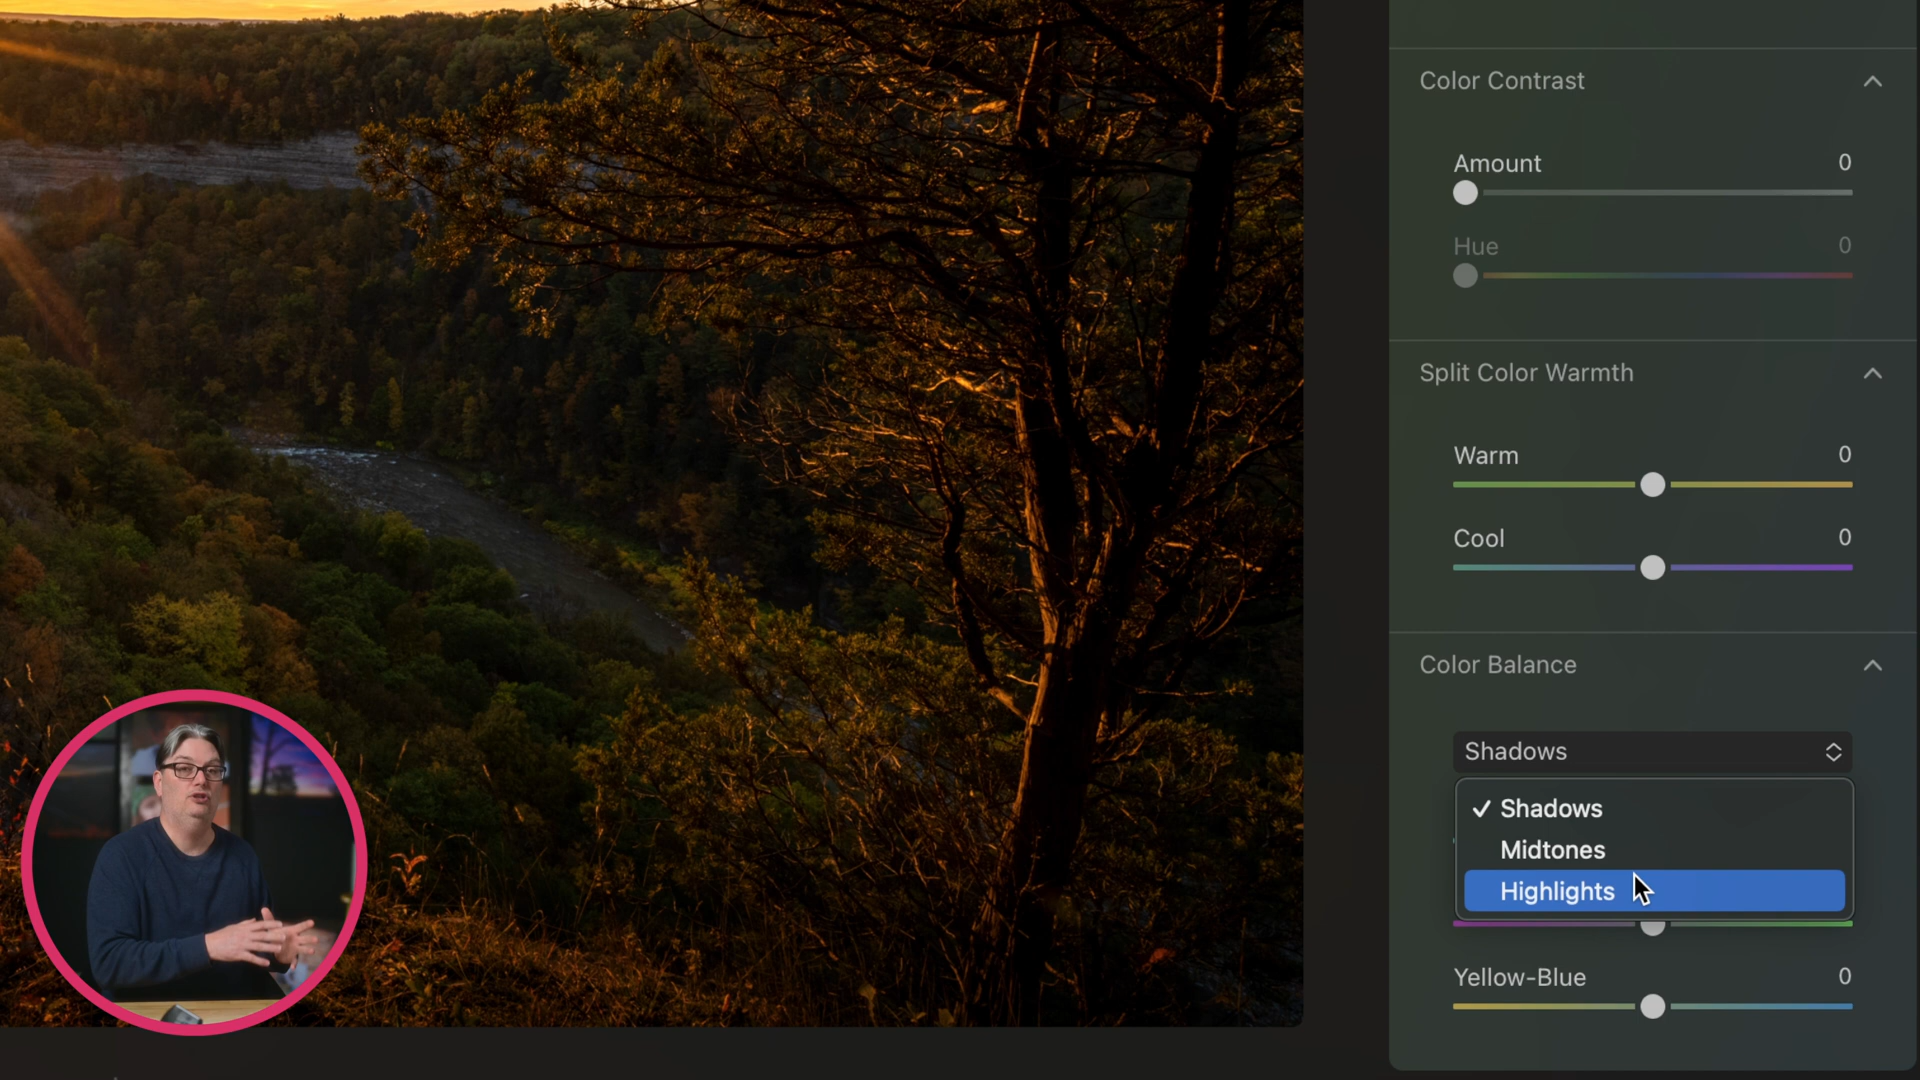 Color Contrast
Amount 0
Hue 0
Split Color Warmth
Warm 0
Cool 0
Color Balance
Shadows
✓ Shadows
Midtones
Highlights
Yellow-Blue 0